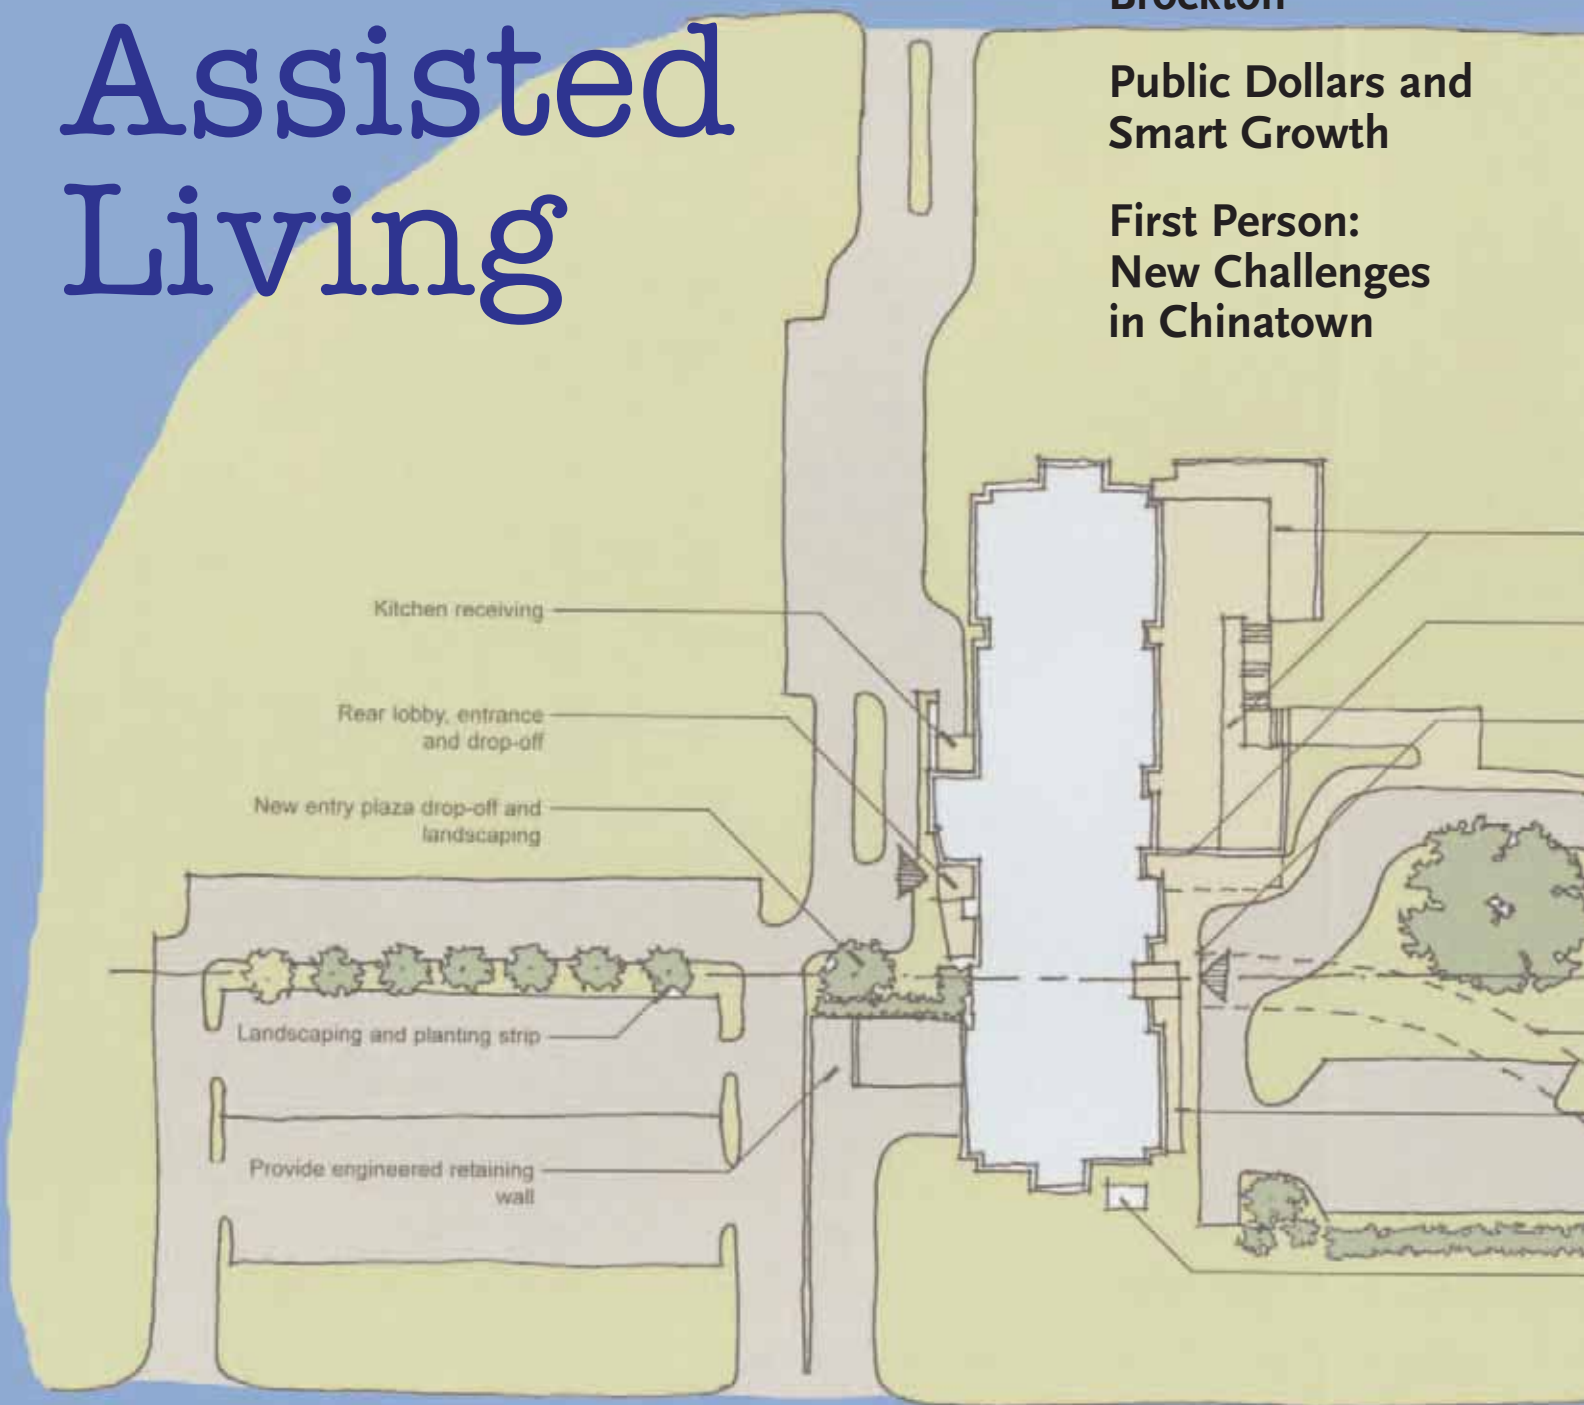 Assisted
Living
Brockton
Public Dollars and
Smart Growth
First Person:
New Challenges
in Chinatown
Kitchen receiving
Rear lobby, entrance
and drop-off
New entry plaza drop-off and
landscaping
Landscaping and planting strip
Provide engineered retaining
wall